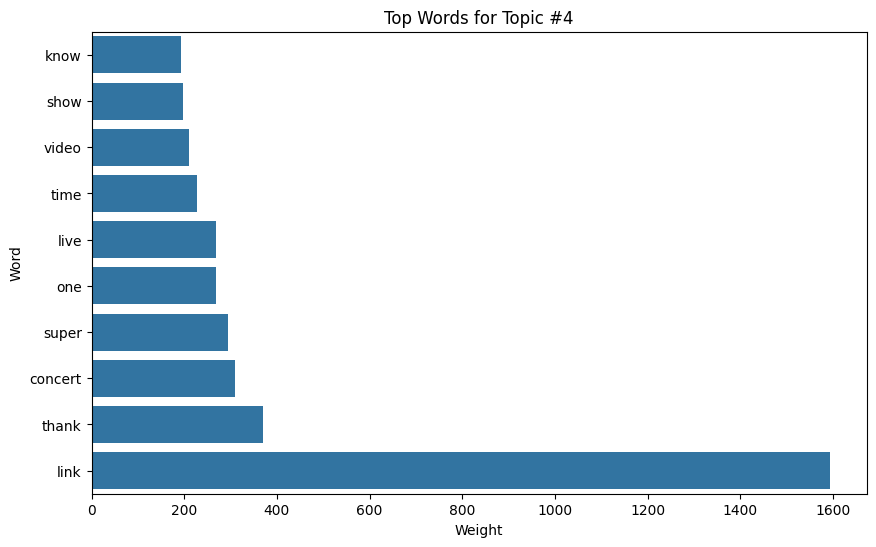 Top Words for Topic #4
know
show
video
time
live
one
super
concert
thank
link
Word
0 200 400 600 800 1000 1200 1400 1600
Weight